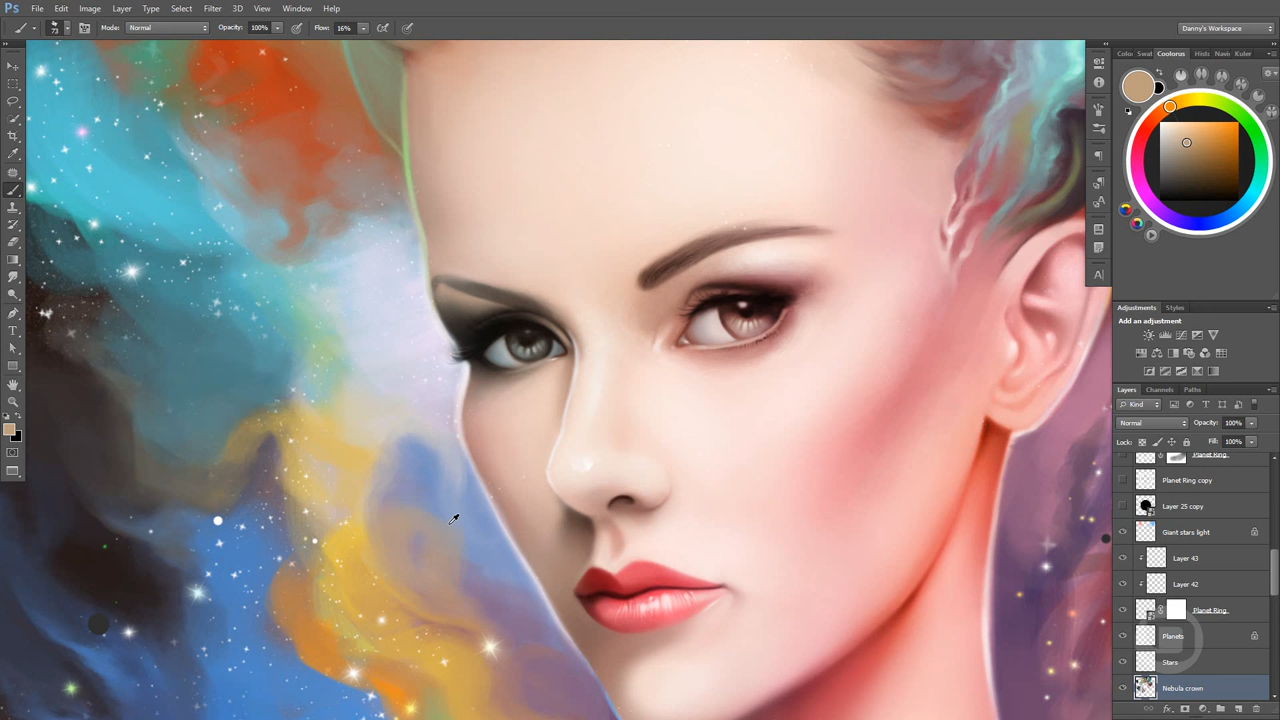 Ps File Edit Image Layer Type Select Filter 3D View Window Help
73 Mode: Normal Opacity: 100% Flow: 16% Danny's Workspace
Colo Swat Coolorus Hist Navi Kuler
Adjustments Styles
Add an adjustment
Layers Channels Paths
Kind
Normal Opacity: 100%
Lock: Fill: 100%
Planet Ring
Planet Ring copy
Layer 25 copy
Giant stars light
Layer 43
Layer 42
Planet Ring
Planets
Stars
Nebula crown